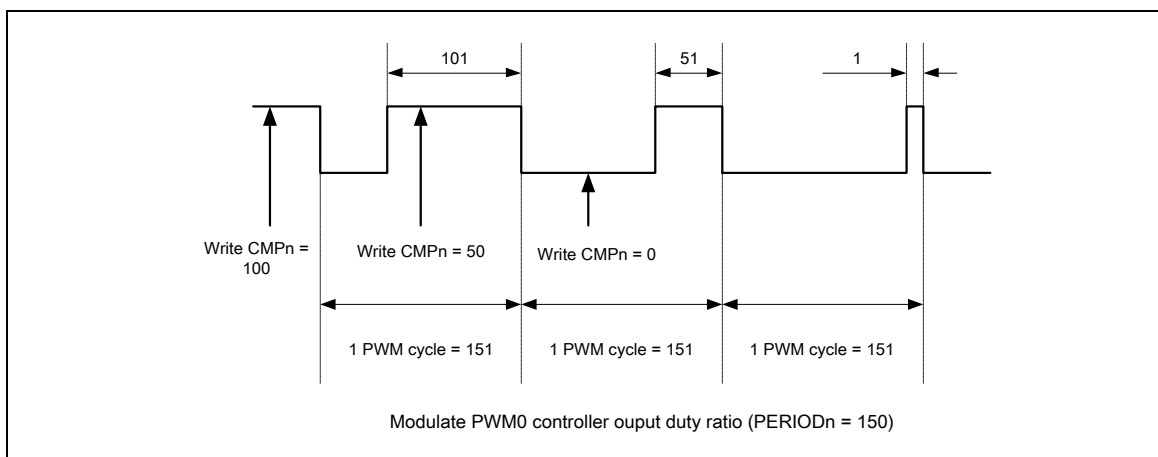 101
51
1
Write CMPn =
100
Write CMPn = 50
Write CMPn = 0
1 PWM cycle = 151
1 PWM cycle = 151
1 PWM cycle = 151
Modulate PWM0 controller ouput duty ratio (PERIODn = 150)